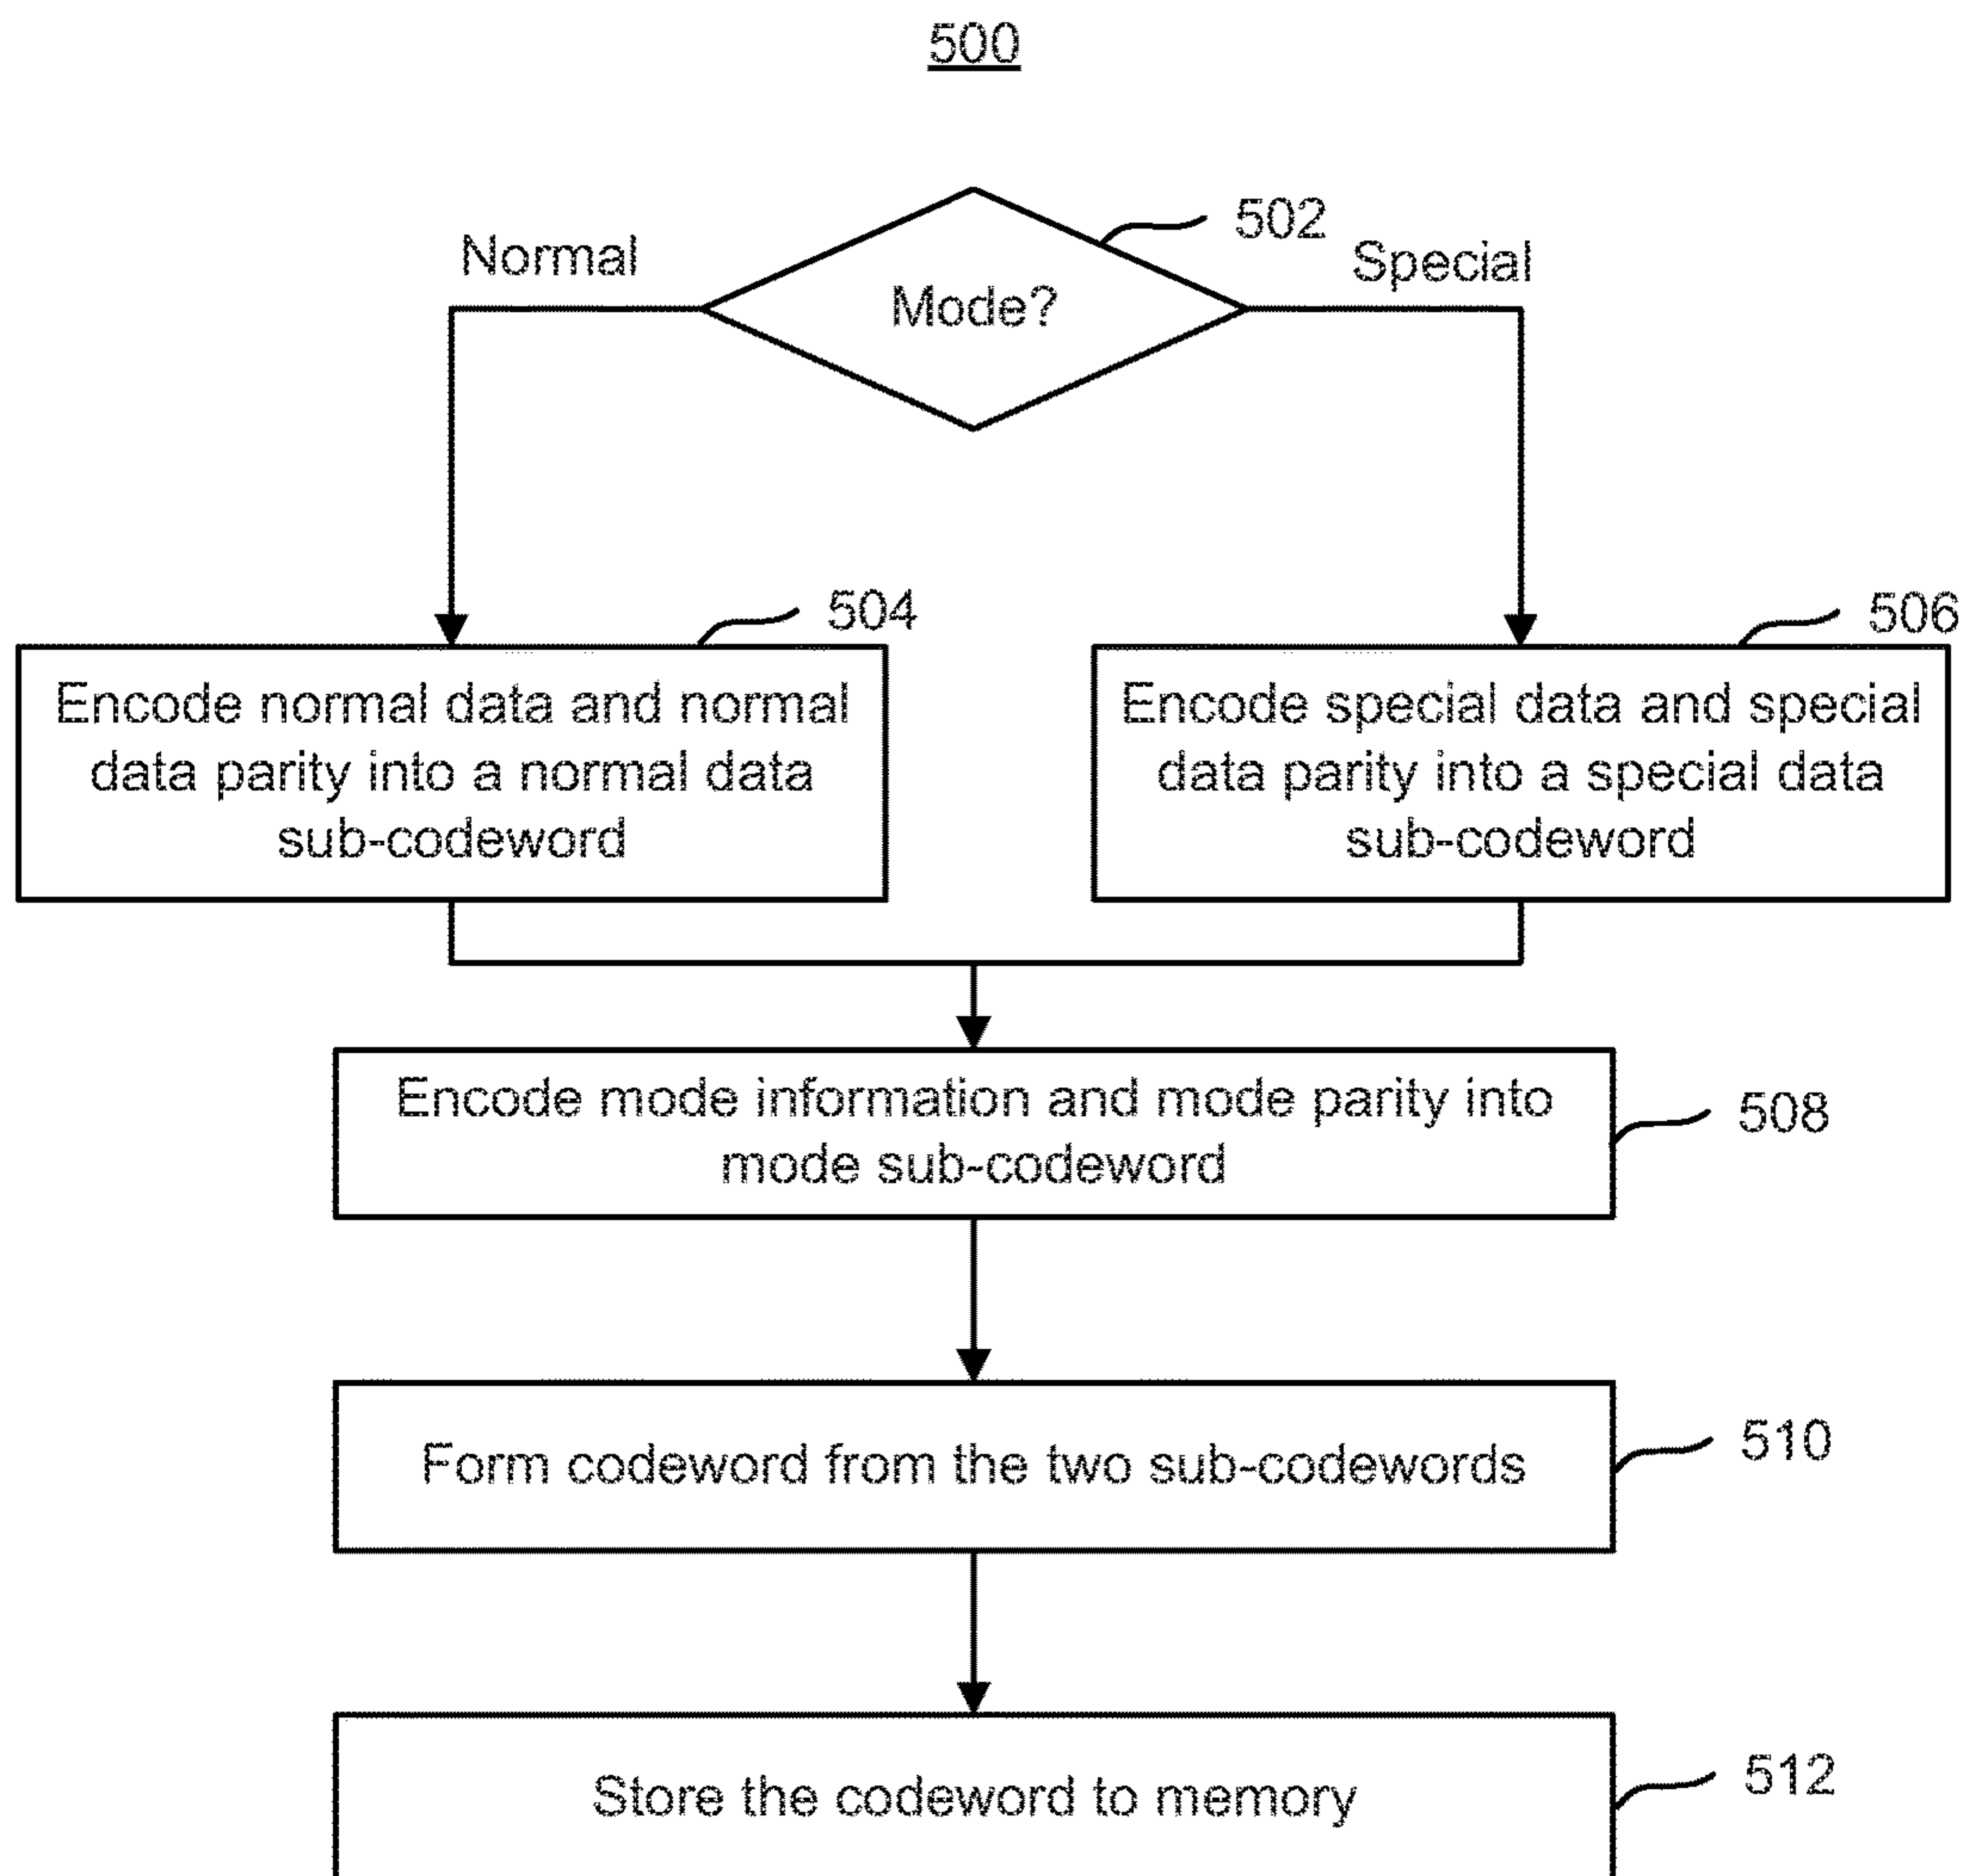 500
502
Normal
Special
Mode?
504
506
Encode normal data and normal
data parity into a normal data
sub-codeword
Encode special data and special
data parity into a special data
sub-codeword
Encode mode information and mode parity into
mode sub-codeword
508
Form codeword from the two sub-codewords
510
Store the codeword to memory
512